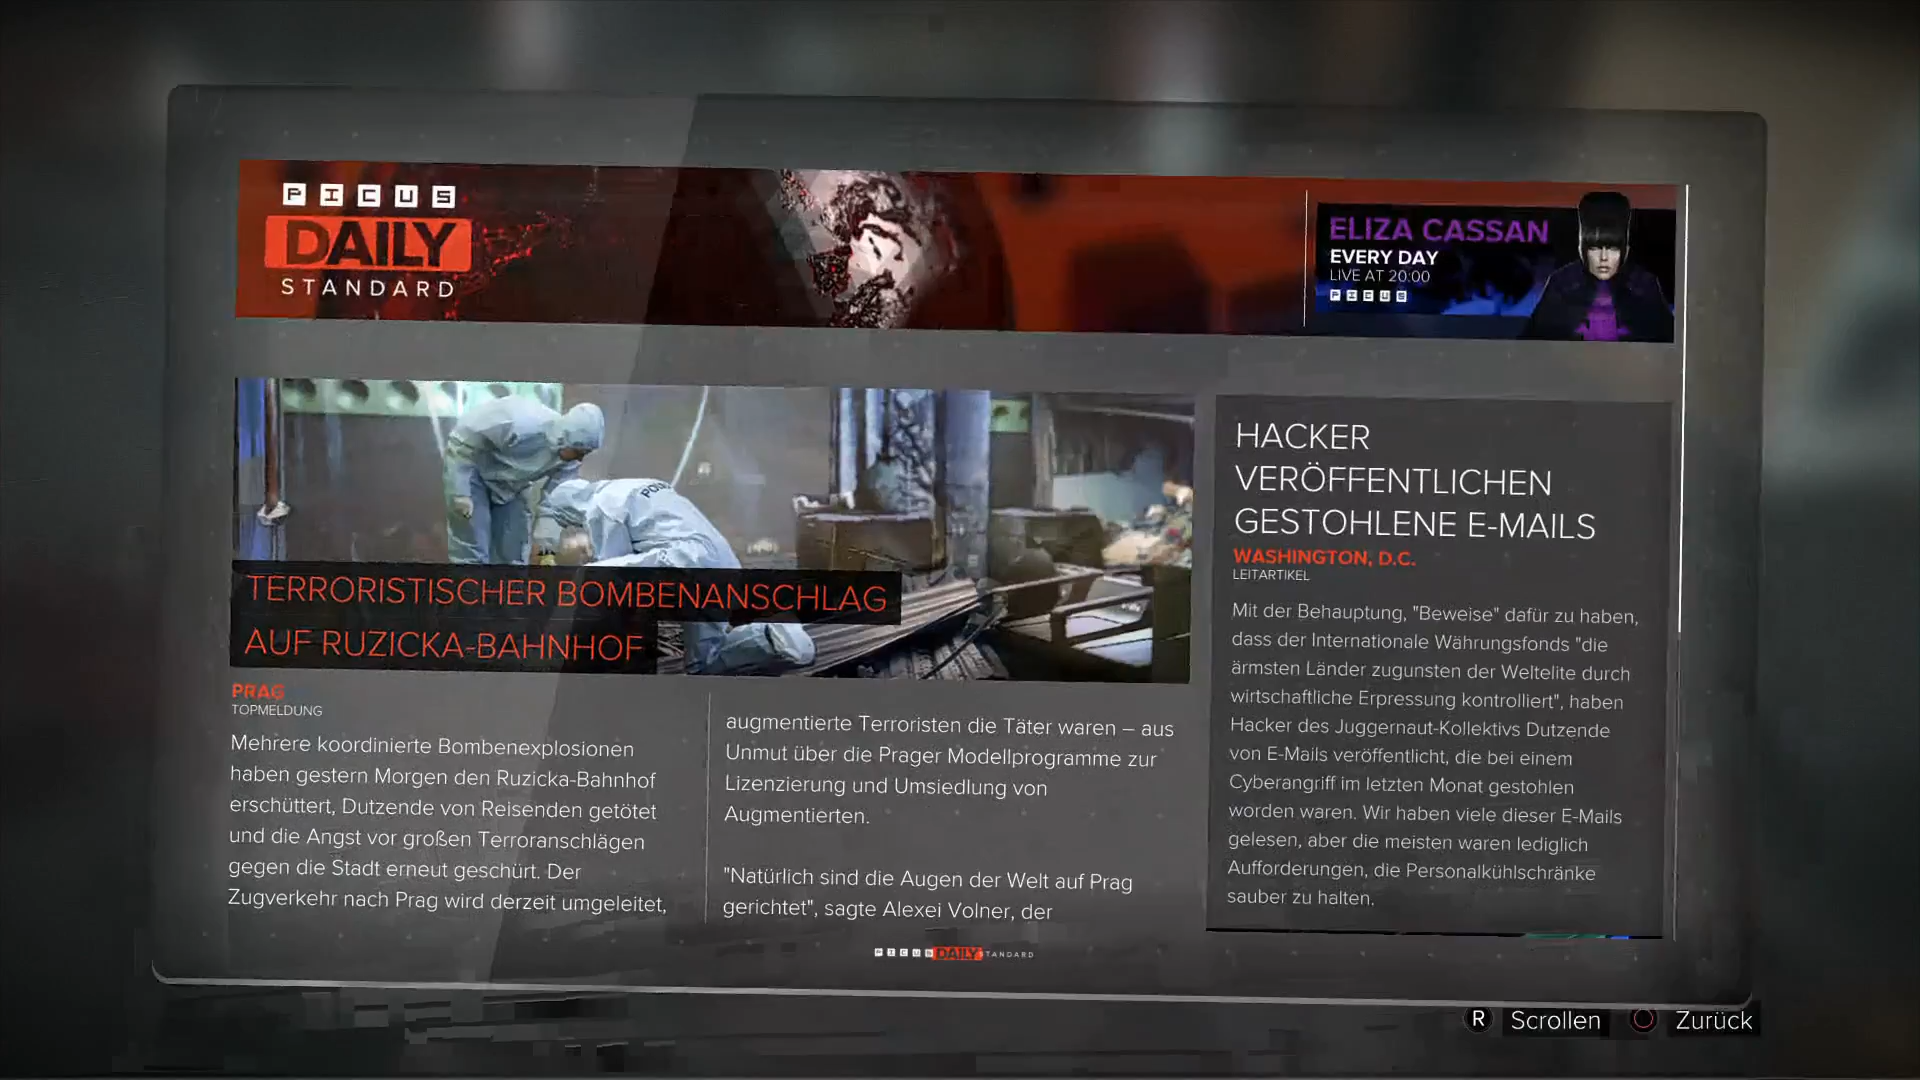 PICUS
DAILY
STANDARD
ELIZA CASSAN
EVERY DAY
LIVE AT 20:00
PICUS
TERRORISTISCHER BOMBENANSCHLAG
AUF RUZICKA-BAHNHOF
PRAG
TOPMELDUNG
Mehrere koordinierte Bombenexplosionen
haben gestern Morgen den Ruzicka-Bahnhof
erschüttert, Dutzende von Reisenden getötet
und die Angst vor großen Terroranschlägen
gegen die Stadt erneut geschürt. Der
Zugverkehr nach Prag wird derzeit umgeleitet,
augmentierte Terroristen die Täter waren – aus
Unmut über die Prager Modellprogramme zur
Lizenzierung und Umsiedlung von
Augmentierten.
"Natürlich sind die Augen der Welt auf Prag
gerichtet", sagte Alexei Volner, der
HACKER
VERÖFFENTLICHEN
GESTOHLENE E-MAILS
WASHINGTON, D.C.
LEITARTIKEL
Mit der Behauptung, "Beweise" dafür zu haben,
dass der Internationale Währungsfonds "die
ärmsten Länder zugunsten der Weltelite durch
wirtschaftliche Erpressung kontrolliert", haben
Hacker des Juggernaut-Kollektivs Dutzende
von E-Mails veröffentlicht, die bei einem
Cyberangriff im letzten Monat gestohlen
worden waren. Wir haben viele dieser E-Mails
gelesen, aber die meisten waren lediglich
Aufforderungen, die Personalkühlschränke
sauber zu halten.
PICUS DAILY STANDARD
R Scrollen Zurück